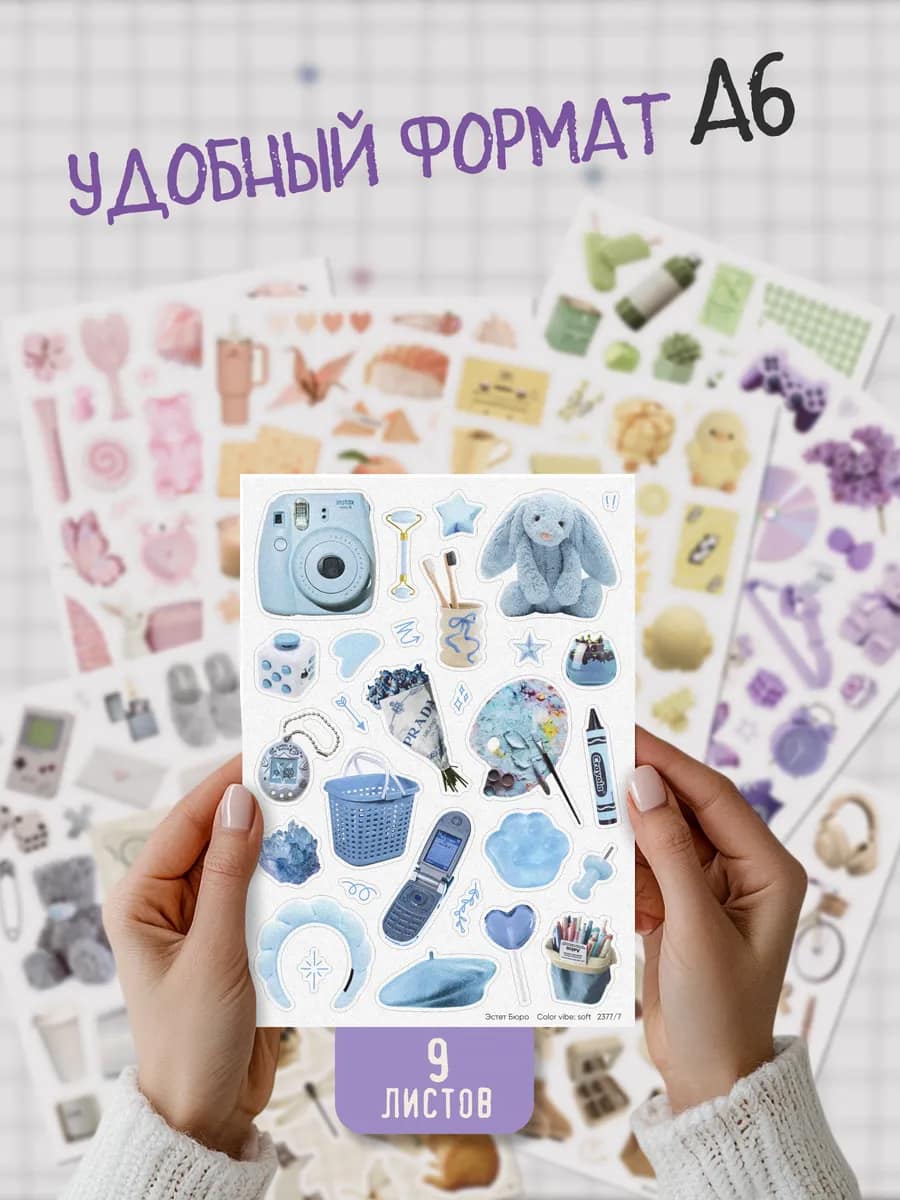 УДОБНЫЙ ФОРМАТ А6
instax
PRADA
Crayola
Эстет Бюро Color vibe: soft 2377/7
9
ЛИСТОВ